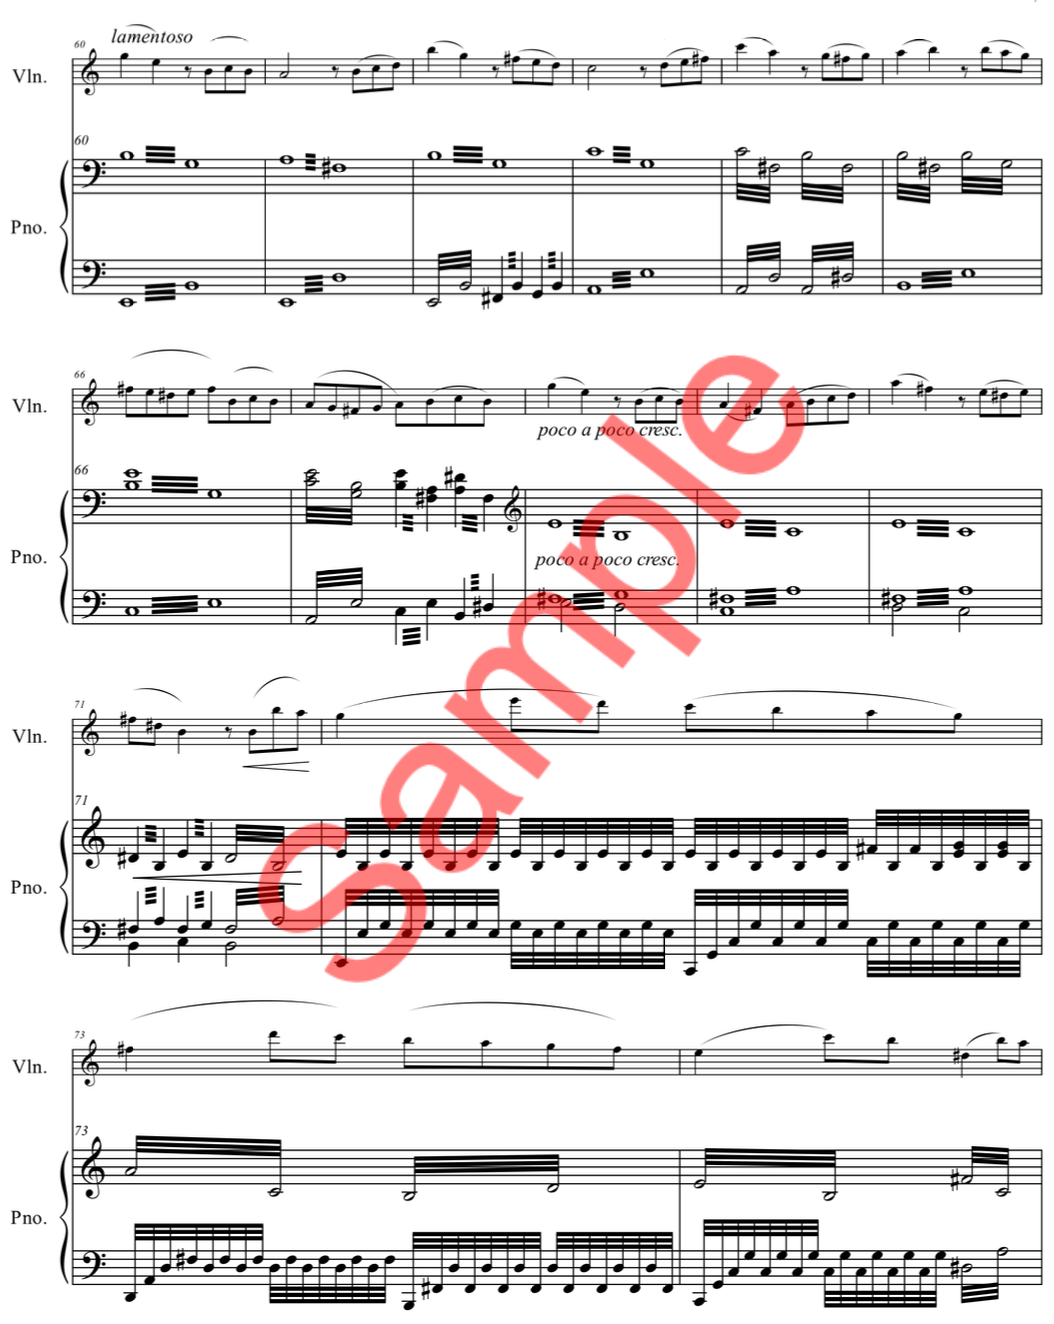 lamentoso
60
Vln.
60
Pno.
66
Vln.
poco a poco cresc.
66
Pno.
poco a poco cresc.
Sample
71
Vln.
71
Pno.
73
Vln.
73
Pno.